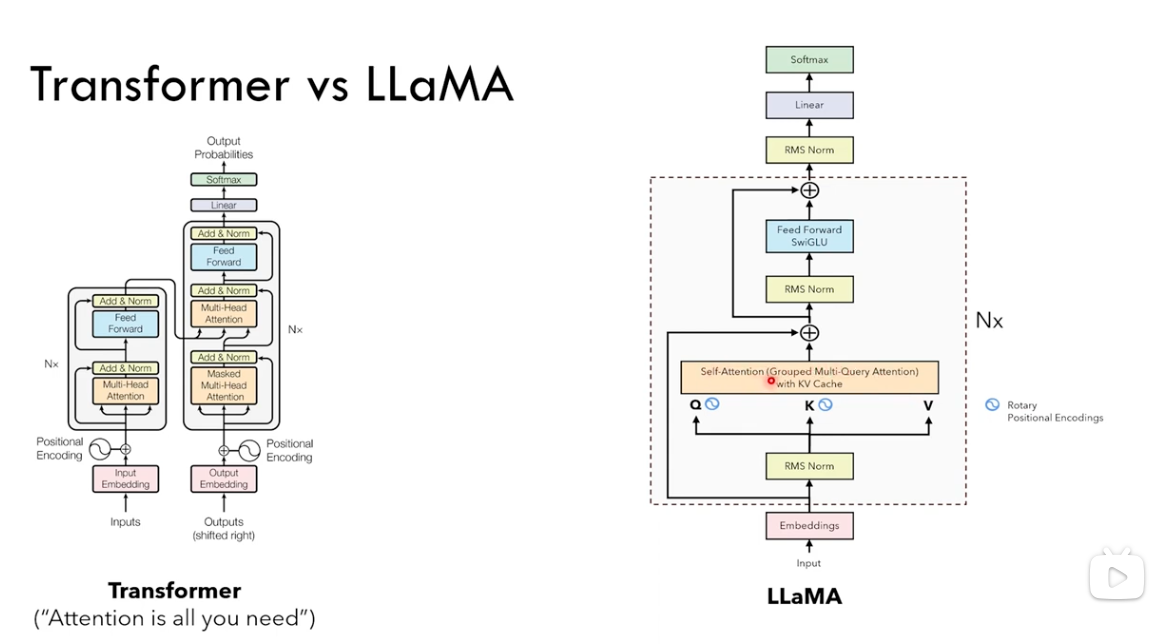 Transformer vs LLaMA
Output
Probabilities
Softmax
Linear
Add & Norm
Feed
Forward
Add & Norm
Multi-Head
Attention
Add & Norm
Masked
Multi-Head
Attention
Nx
Positional
Encoding
Output
Embedding
Outputs
(shifted right)
Add & Norm
Feed
Forward
Add & Norm
Multi-Head
Attention
Nx
Positional
Encoding
Input
Embedding
Inputs
Transformer
("Attention is all you need")
Softmax
Linear
RMS Norm
Feed Forward
SwiGLU
RMS Norm
Nx
Self-Attention (Grouped Multi-Query Attention)
with KV Cache
Q K V
Rotary
Positional Encodings
RMS Norm
Embeddings
Input
LLaMA